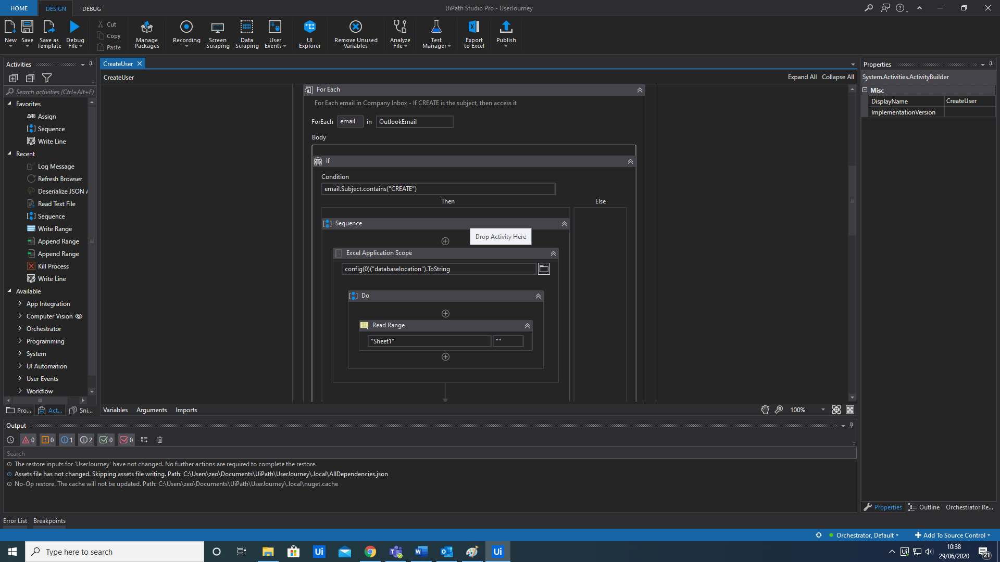 HOME
DESIGN
DEBUG
UiPath Studio Pro - UserJourney
New
Save
Save as Template
Debug File
Cut
Copy
Paste
Manage Packages
Recording
Screen Scraping
Data Scraping
User Events
UI Explorer
Remove Unused Variables
Analyze File
Test Manager
Export to Excel
Publish
Activities
Search activities (Ctrl+Alt+F)
Favorites
Assign
Sequence
Write Line
Recent
Log Message
Refresh Browser
Deserialize JSON A
Read Text File
Sequence
Write Range
Append Range
Append Range
Kill Process
Write Line
Available
App Integration
Computer Vision
Orchestrator
Programming
System
UI Automation
User Events
Workflow
Pro...
Act...
Sni...
CreateUser
CreateUser
Expand All
Collapse All
For Each
For Each email in Company Inbox - If CREATE is the subject, then access it
ForEach email in OutlookEmail
Body
If
Condition
email.Subject.contains("CREATE")
Then
Else
Sequence
Drop Activity Here
Excel Application Scope
config(0)("databaselocation").ToString
Do
Read Range
"Sheet1"
""
Variables
Arguments
Imports
100%
Properties
System.Activities.ActivityBuilder
Misc
DisplayName CreateUser
ImplementationVersion
Properties
Outline
Orchestrator Re...
Output
0
0
1
2
0
0
Search
The restore inputs for 'UserJourney' have not changed. No further actions are required to complete the restore.
Assets file has not changed. Skipping assets file writing. Path: C:\Users\zeo\Documents\UiPath\UserJourney\.local\AllDependencies.json
No-Op restore. The cache will not be updated. Path: C:\Users\zeo\Documents\UiPath\UserJourney\.local\nuget.cache
Error List
Breakpoints
Orchestrator, Default
Add To Source Control
Type here to search
Ui
Ui
10:38
29/06/2020
21